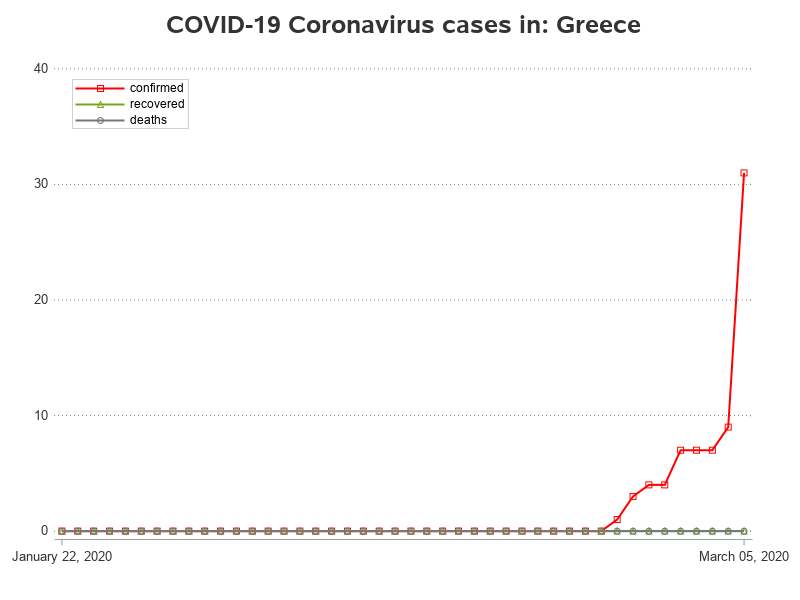 COVID-19 Coronavirus cases in: Greece
40
confirmed
recovered
deaths
30
20
10
0
January 22, 2020
March 05, 2020